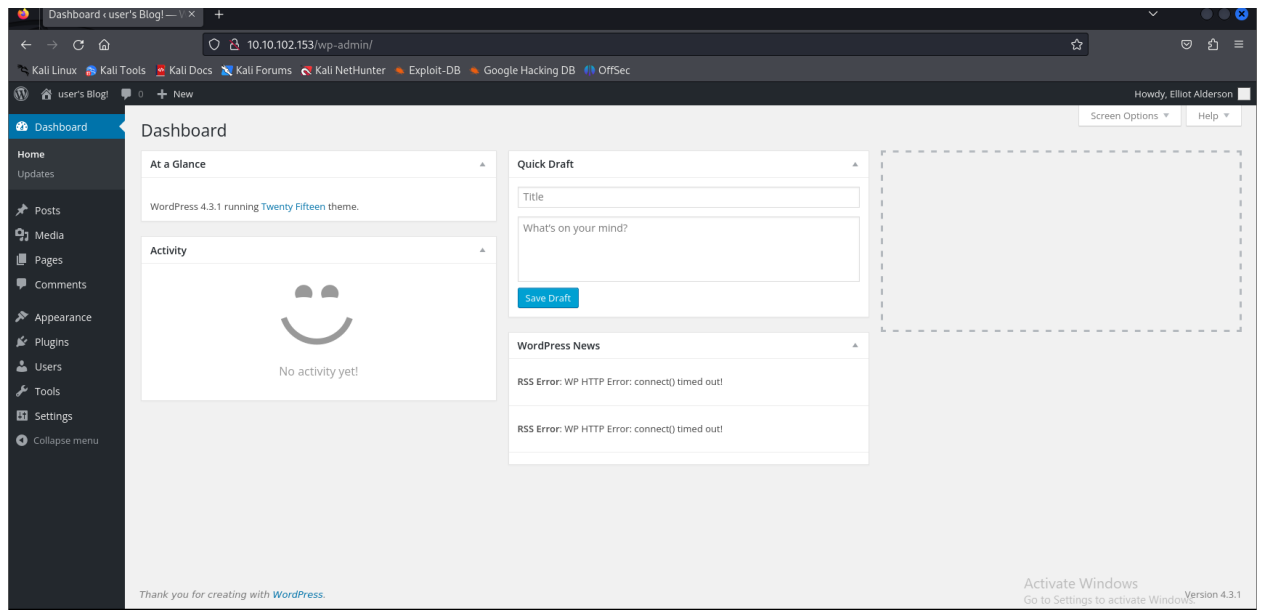 Dashboard ‹ user's Blog! — W
10.10.102.153/wp-admin/
Kali Linux Kali Tools Kali Docs Kali Forums Kali NetHunter Exploit-DB Google Hacking DB OffSec
user's Blog! 0 + New Howdy, Elliot Alderson
Screen Options Help
Dashboard
Home
Updates
Posts
Media
Pages
Comments
Appearance
Plugins
Users
Tools
Settings
Collapse menu
Dashboard
At a Glance
WordPress 4.3.1 running Twenty Fifteen theme.
Activity
No activity yet!
Quick Draft
Title
What's on your mind?
Save Draft
WordPress News
RSS Error: WP HTTP Error: connect() timed out!
RSS Error: WP HTTP Error: connect() timed out!
Thank you for creating with WordPress.
Activate Windows
Go to Settings to activate Windows.
Version 4.3.1